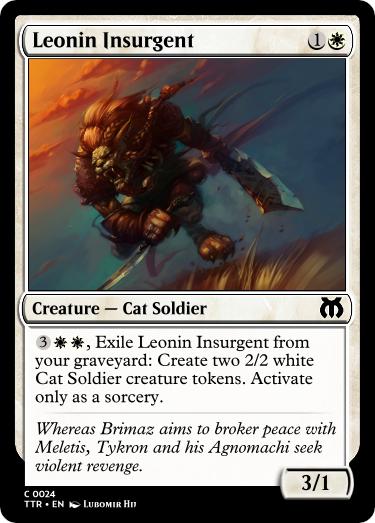 Leonin Insurgent 1
Creature — Cat Soldier
3, Exile Leonin Insurgent from
your graveyard: Create two 2/2 white
Cat Soldier creature tokens. Activate
only as a sorcery.
Whereas Brimaz aims to broker peace with
Meletis, Tykron and his Agnomachi seek
violent revenge.
3/1
C 0024
TTR • EN Lubomir Hi